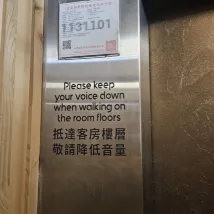 1131101
Please keep
your voice down
when walking on
the room floors
抵達客房樓層
敬請降低音量